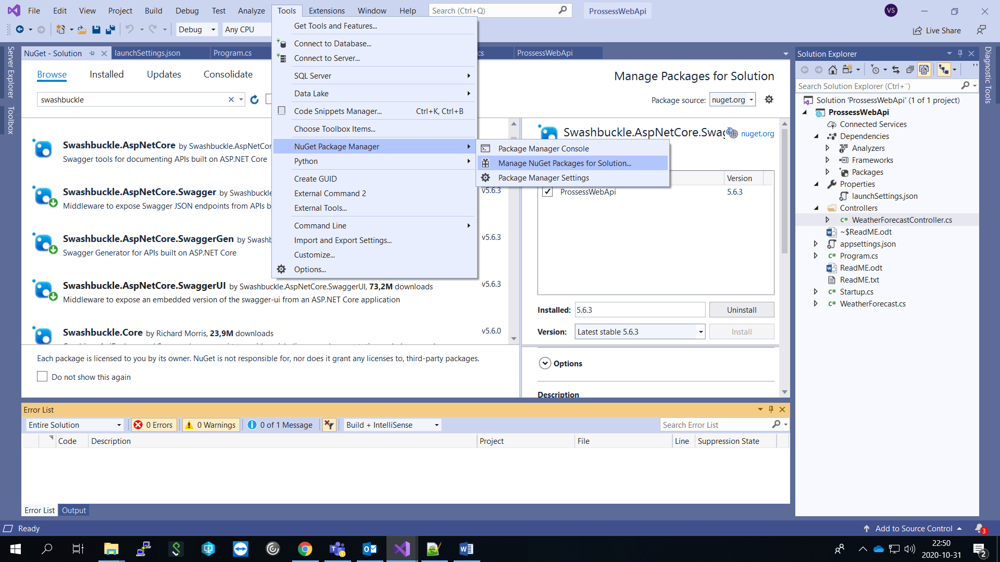 File Edit View Project Build Debug Test Analyze Tools Extensions Window Help Search (Ctrl+Q) ProssessWebApi VS
Debug Any CPU Live Share
Server Explorer
Toolbox
NuGet - Solution launchSettings.json Program.cs cs ProssessWebApi
Browse Installed Updates Consolidate
Manage Packages for Solution
swashbuckle
Package source: nuget.org
Get Tools and Features...
Connect to Database...
Connect to Server...
SQL Server
Data Lake
Code Snippets Manager... Ctrl+K, Ctrl+B
Choose Toolbox Items...
NuGet Package Manager
Python
Create GUID
External Command 2
External Tools...
Command Line
Import and Export Settings...
Customize...
Options...
Package Manager Console
Manage NuGet Packages for Solution...
Package Manager Settings
Swashbuckle.AspNetCore by Swashbuckle.AspNetCor
Swagger tools for documenting APIs built on ASP.NET Core
Swashbuckle.AspNetCore.Swagger by Swashbuckle
v5.6.3
Middleware to expose Swagger JSON endpoints from APIs b
Swashbuckle.AspNetCore.SwaggerGen by Swashb
v5.6.3
Swagger Generator for APIs built on ASP.NET Core
Swashbuckle.AspNetCore.SwaggerUI by Swashbuckle.AspNetCore.SwaggerUI, 73,2M downloads
v5.6.3
Middleware to expose an embedded version of the swagger-ui from an ASP.NET Core application
Swashbuckle.Core by Richard Morris, 23,9M downloads
v5.6.0
Each package is licensed to you by its owner. NuGet is not responsible for, nor does it grant any licenses to, third-party packages.
Do not show this again
Swashbuckle.AspNetCore.Swag nuget.org
Version
ProssessWebApi 5.6.3
Installed: 5.6.3 Uninstall
Version: Latest stable 5.6.3 Install
Options
Description
Solution Explorer
Search Solution Explorer (Ctrl+¨)
Solution 'ProssessWebApi' (1 of 1 project)
ProssessWebApi
Connected Services
Dependencies
Analyzers
Frameworks
Packages
Properties
launchSettings.json
Controllers
C# WeatherForecastController.cs
~$ReadME.odt
appsettings.json
C# Program.cs
ReadME.odt
ReadME.txt
C# Startup.cs
C# WeatherForecast.cs
Diagnostic Tools
Error List
Entire Solution 0 Errors 0 Warnings 0 of 1 Message Build + IntelliSense Search Error List
Code Description Project File Line Suppression State
Error List Output
Ready Add to Source Control 3
22:50
2020-10-31
2